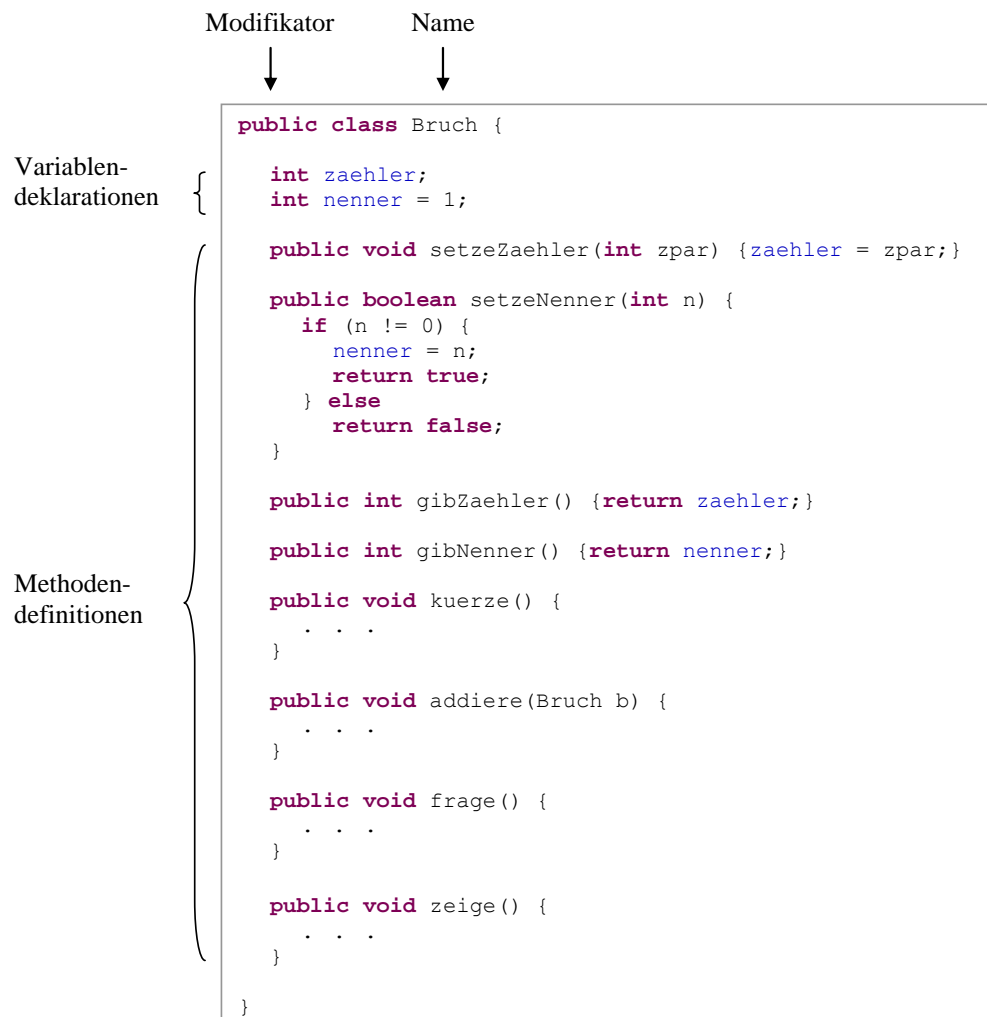 Modifikator Name
public class Bruch {
Variablen-
deklarationen
{
int zaehler;
int nenner = 1;
public void setzeZaehler(int zpar) {zaehler = zpar;}
public boolean setzeNenner(int n) {
if (n != 0) {
nenner = n;
return true;
} else
return false;
}
public int gibZaehler() {return zaehler;}
public int gibNenner() {return nenner;}
Methoden-
definitionen
public void kuerze() {
. . .
}
public void addiere(Bruch b) {
. . .
}
public void frage() {
. . .
}
public void zeige() {
. . .
}
}